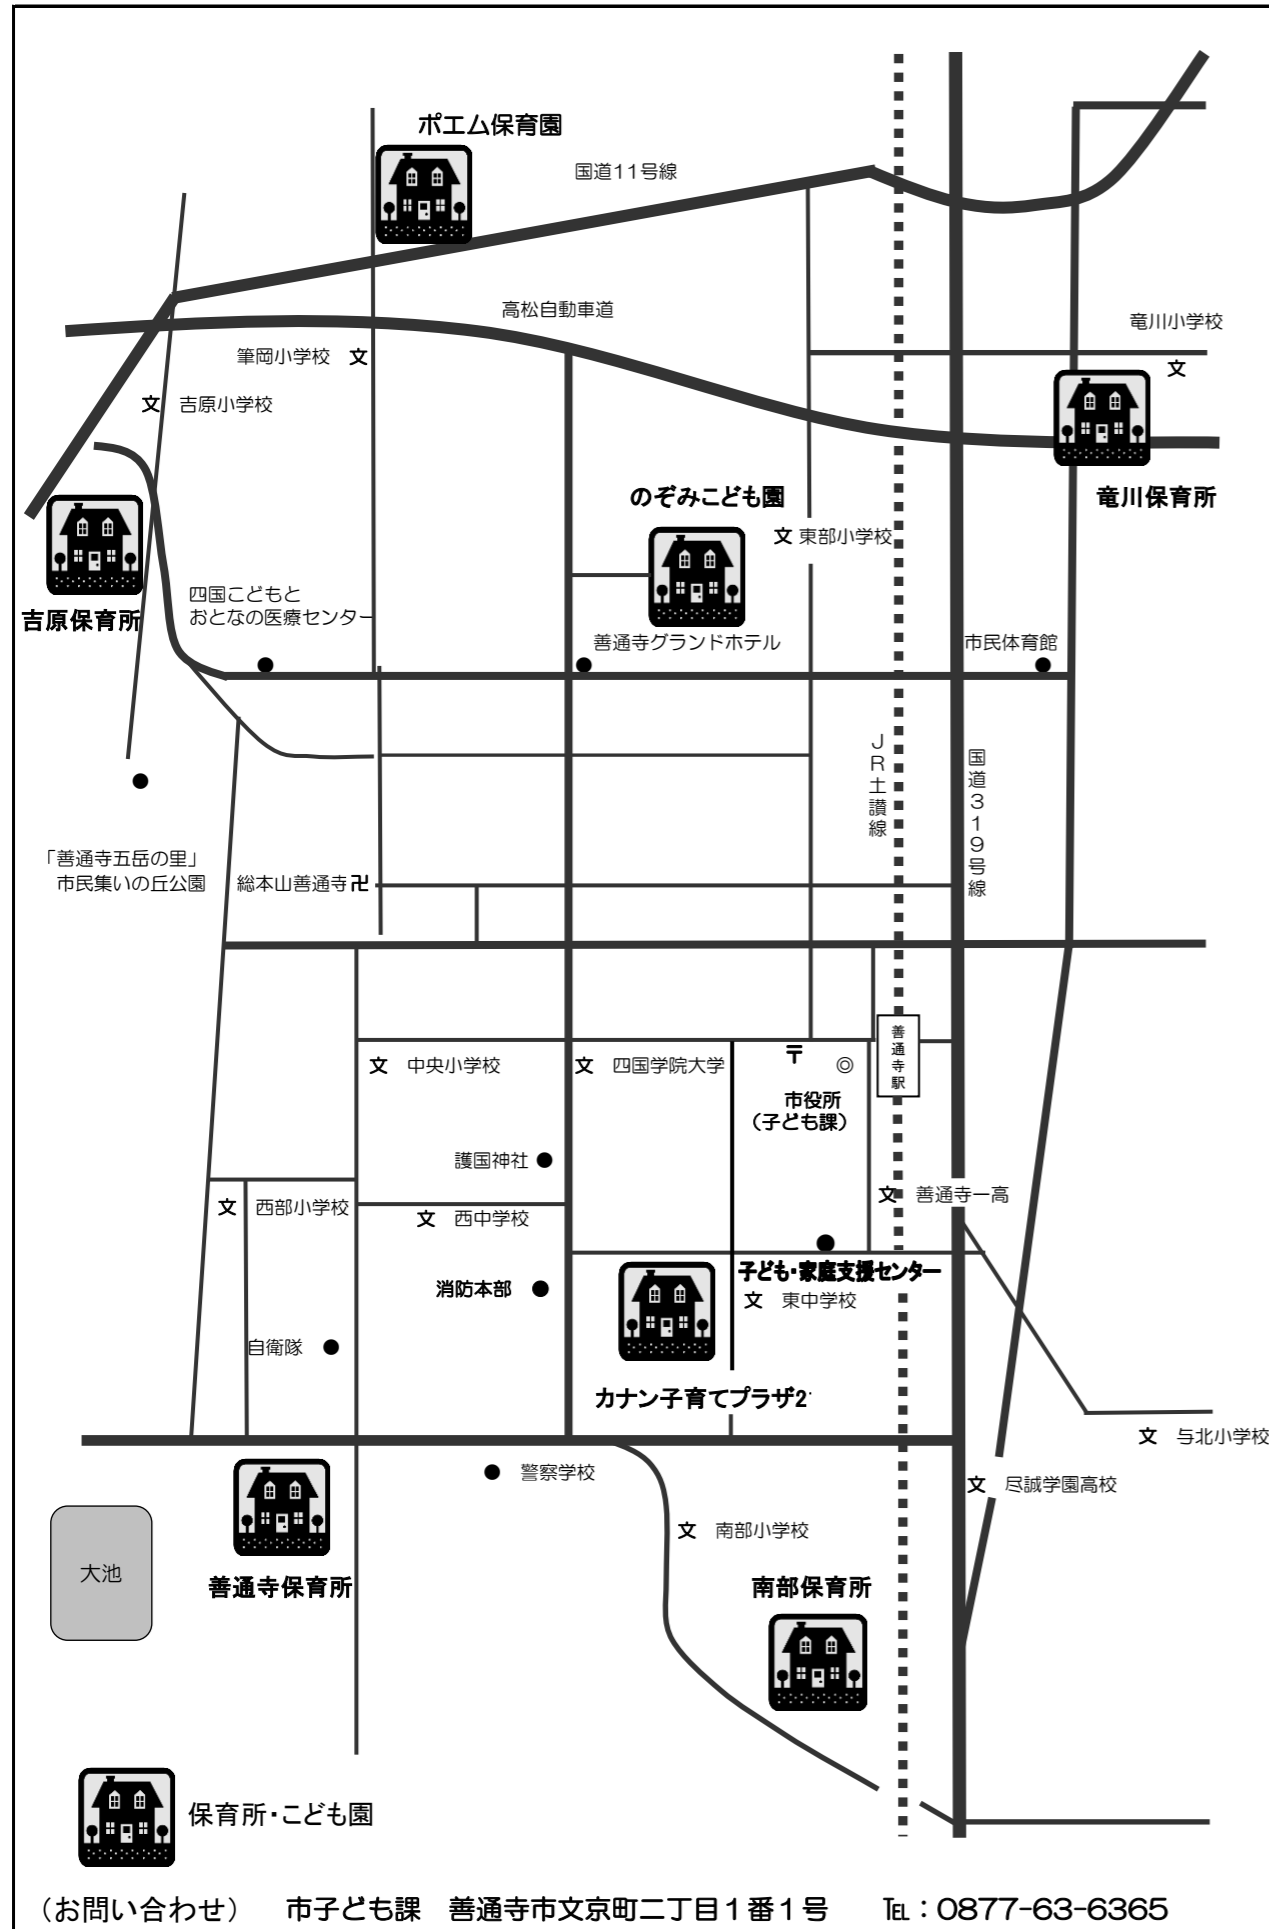 ポエム保育園
国道11号線
高松自動車道
竜川小学校
文
筆岡小学校 文
文 吉原小学校
のぞみこども園
竜川保育所
文 東部小学校
四国こどもと
おとなの医療センター
吉原保育所
善通寺グランドホテル
市民体育館
JR土讃線
国道319号線
「善通寺五岳の里」
市民集いの丘公園
総本山善通寺卍
善通寺駅
文 中央小学校
文 四国学院大学
〒 ◎
市役所
(子ども課)
護国神社
文 西部小学校
文 善通寺一高
文 西中学校
子ども・家庭支援センター
消防本部
文 東中学校
自衛隊
カナン子育てプラザ2
文 与北小学校
警察学校
文 尽誠学園高校
文 南部小学校
大池
善通寺保育所
南部保育所
保育所・こども園
(お問い合わせ) 市子ども課 善通寺市文京町二丁目1番1号 ℡:0877-63-6365